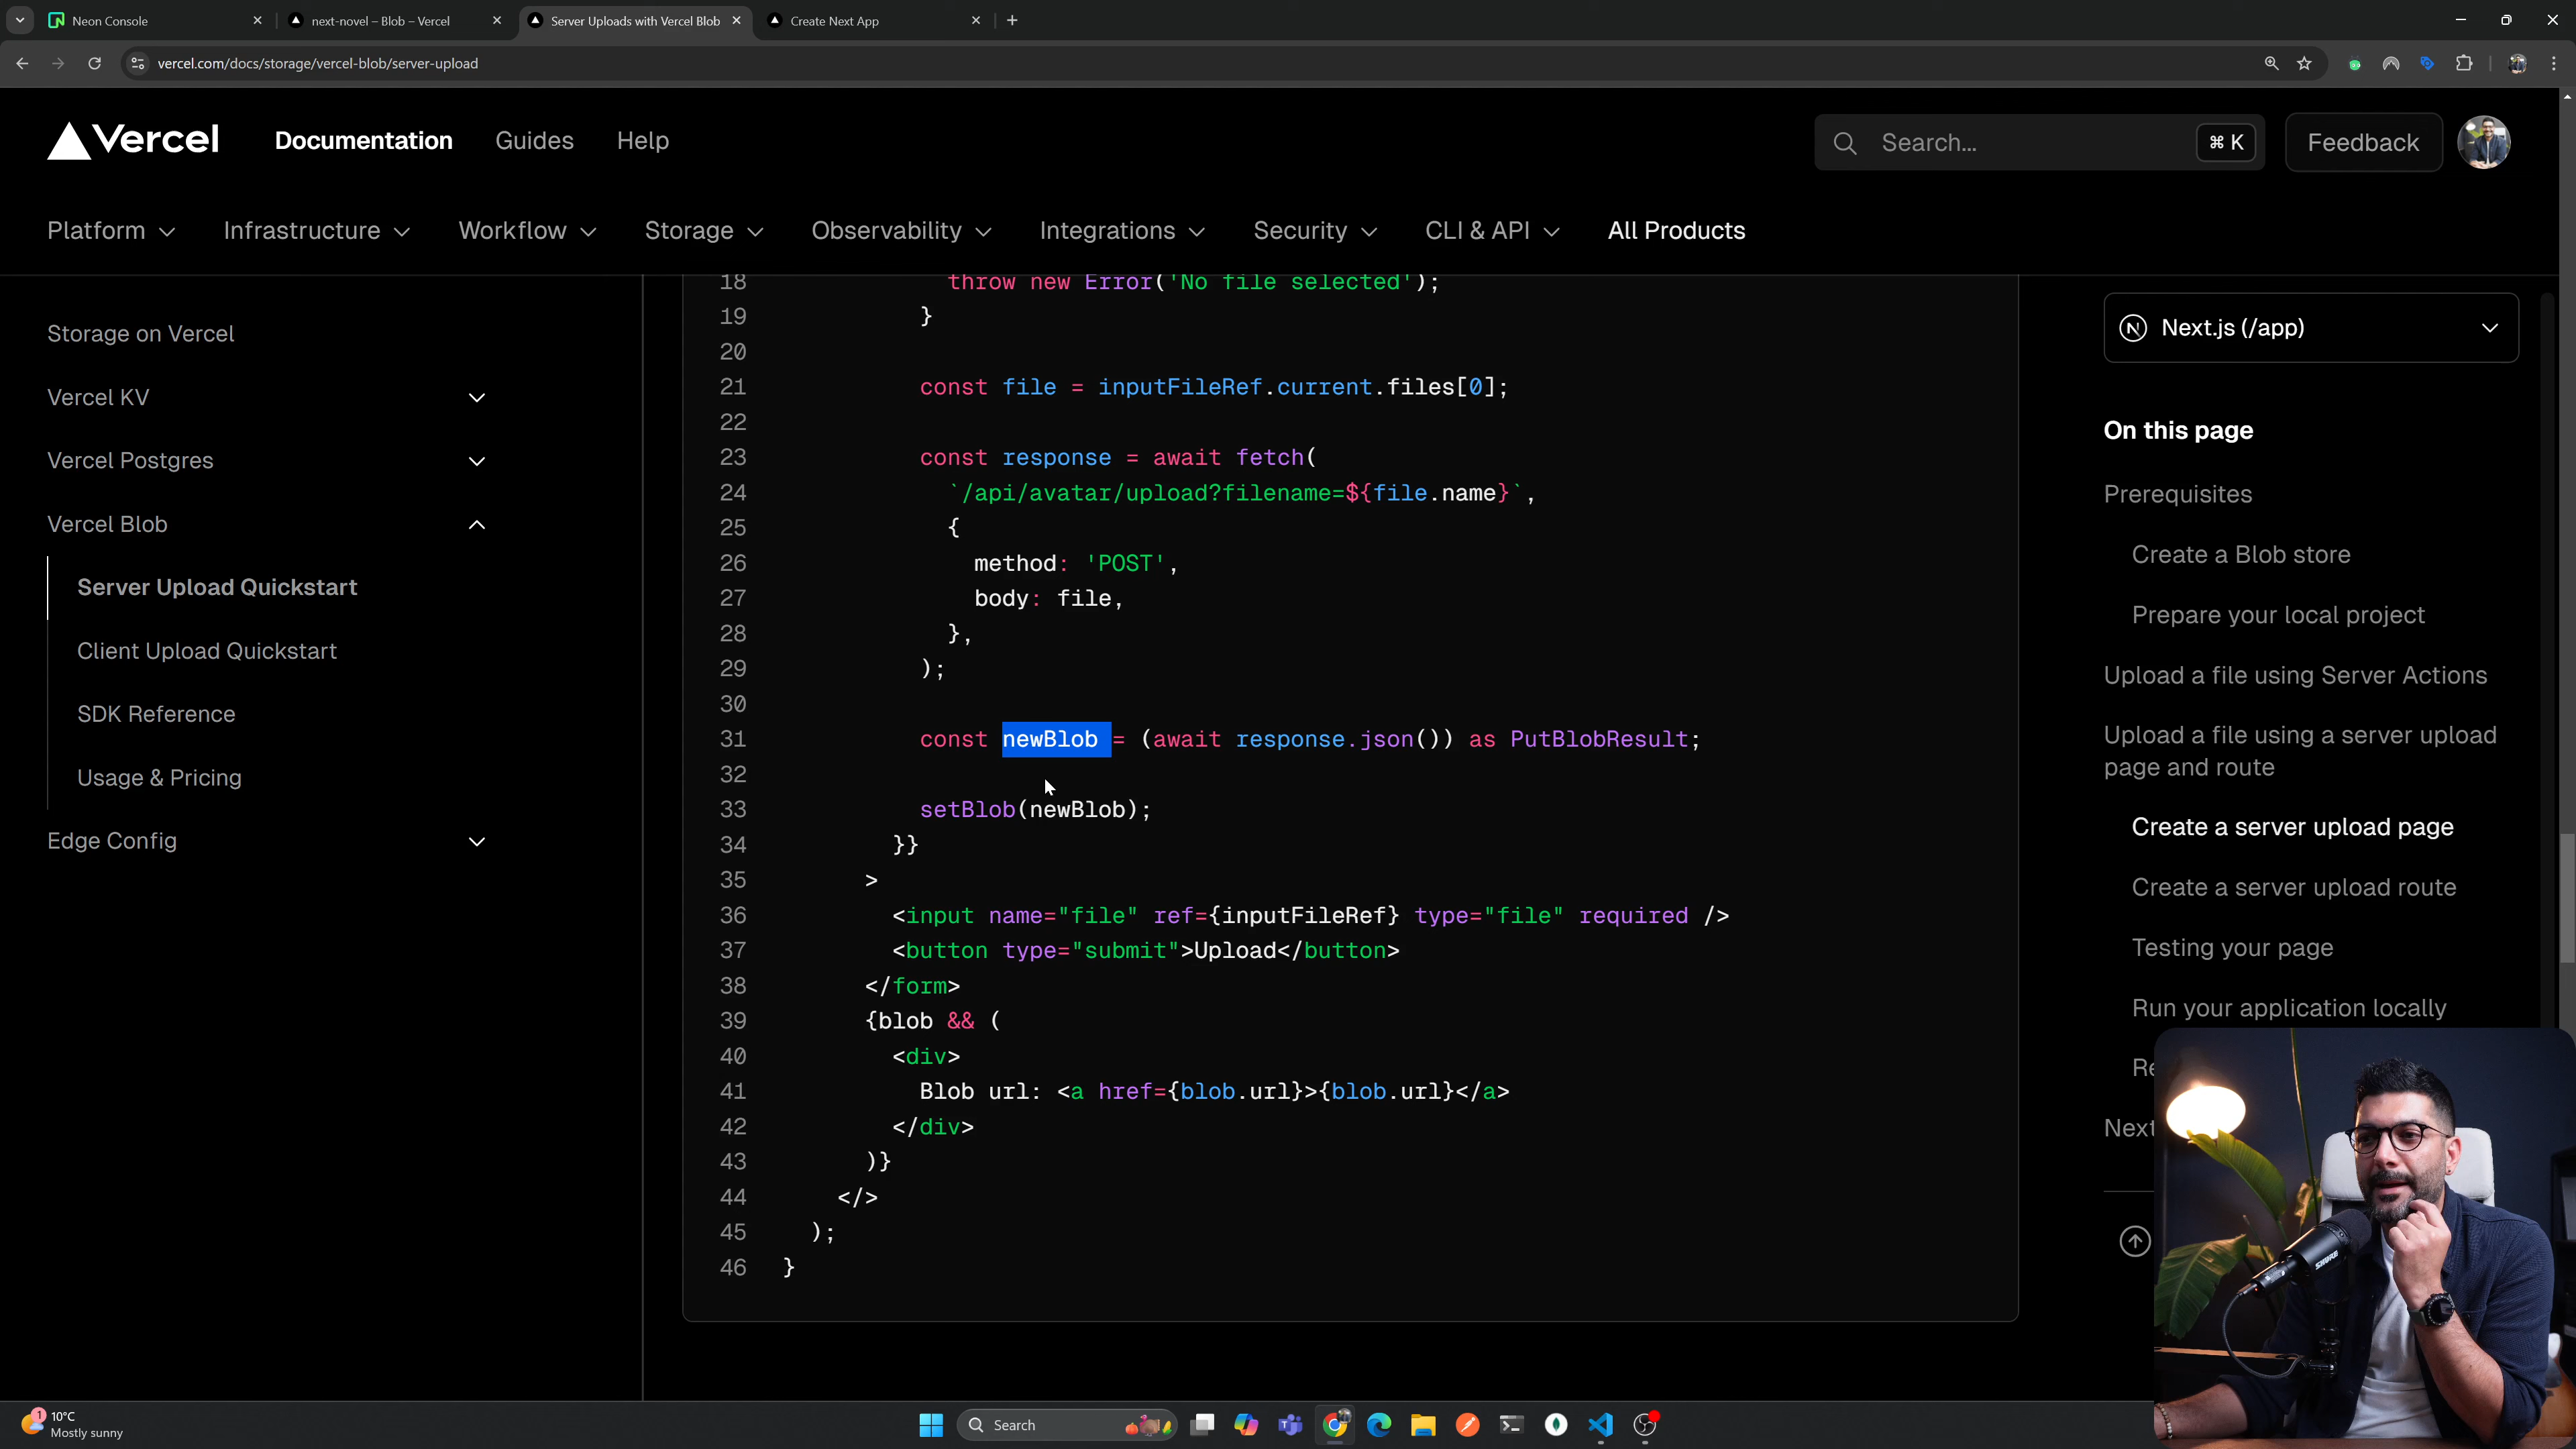 Neon Console
next-novel – Blob – Vercel
Server Uploads with Vercel Blob
Create Next App
vercel.com/docs/storage/vercel-blob/server-upload
Vercel
Documentation
Guides
Help
Search...
⌘ K
Feedback
Platform
Infrastructure
Workflow
Storage
Observability
Integrations
Security
CLI & API
All Products
Storage on Vercel
Vercel KV
Vercel Postgres
Vercel Blob
Server Upload Quickstart
Client Upload Quickstart
SDK Reference
Usage & Pricing
Edge Config
18 throw new Error('No file selected');
19 }
20
21 const file = inputFileRef.current.files[0];
22
23 const response = await fetch(
24 `/api/avatar/upload?filename=${file.name}`,
25 {
26 method: 'POST',
27 body: file,
28 },
29 );
30
31 const newBlob = (await response.json()) as PutBlobResult;
32
33 setBlob(newBlob);
34 }}
35 >
36 <input name="file" ref={inputFileRef} type="file" required />
37 <button type="submit">Upload</button>
38 </form>
39 {blob && (
40 <div>
41 Blob url: <a href={blob.url}>{blob.url}</a>
42 </div>
43 )}
44 </>
45 );
46 }
Next.js (/app)
On this page
Prerequisites
Create a Blob store
Prepare your local project
Upload a file using Server Actions
Upload a file using a server upload
page and route
Create a server upload page
Create a server upload route
Testing your page
Run your application locally
Re
Next
SHURE
1
10°C
Mostly sunny
Search